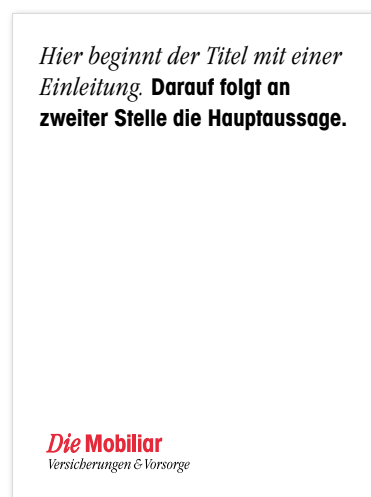 Hier beginnt der Titel mit einer
Einleitung. Darauf folgt an
zweiter Stelle die Hauptaussage.
Die Mobiliar
Versicherungen & Vorsorge